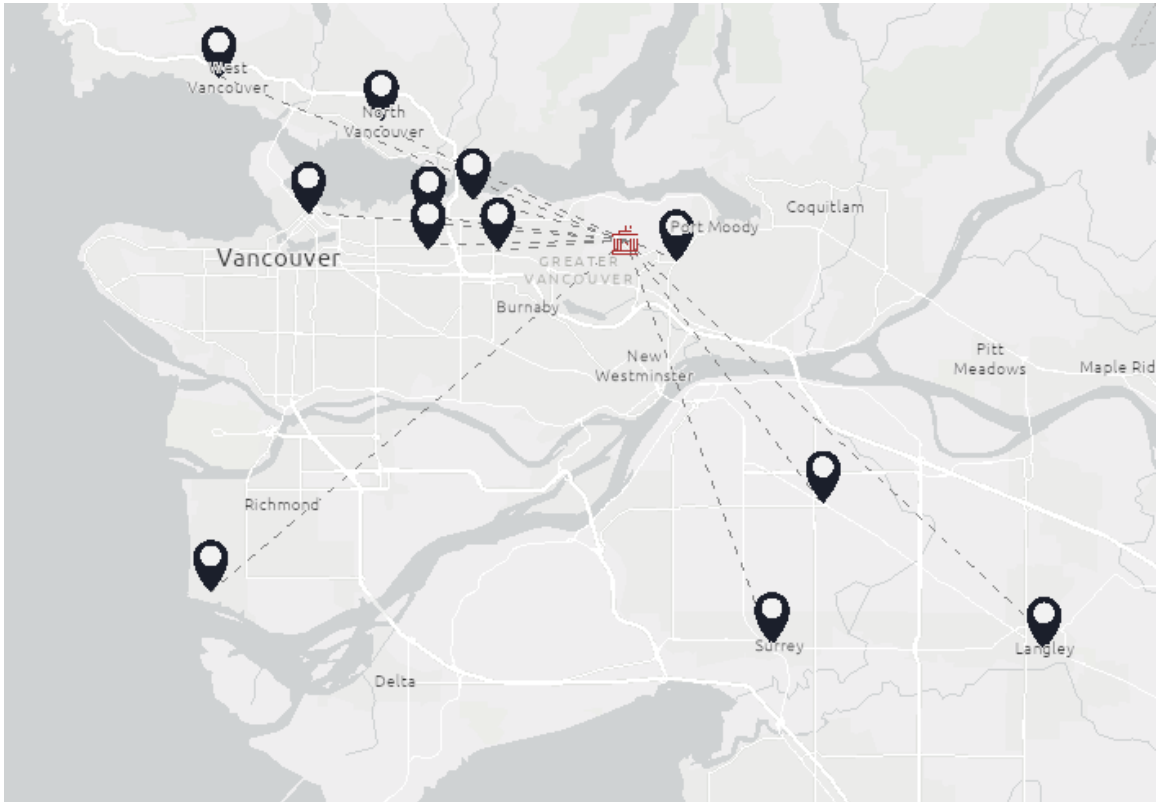 West
Vancouver
North
Vancouver
Coquitlam
Port Moody
Vancouver
GREATER
VANCOUVER
Burnaby
New
Westminster
Pitt
Meadows
Maple Rid
Richmond
Surrey
Langley
Delta